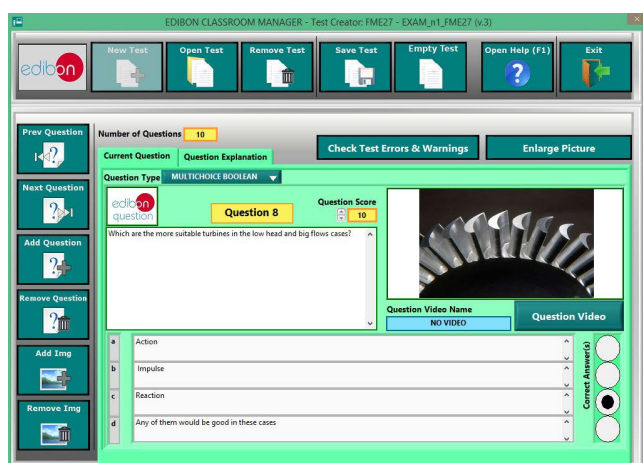 EDIBON CLASSROOM MANAGER - Test Creator: FME27 - EXAM_n1_FME27 (v.3)
edibon
New Test
Open Test
Remove Test
Save Test
Empty Test
Open Help (F1)
Exit
Prev Question
Next Question
Add Question
Remove Question
Add Img
Remove Img
Number of Questions 10
Check Test Errors & Warnings
Enlarge Picture
Current Question
Question Explanation
Question Type MULTICHOICE BOOLEAN
edibon
question
Question 8
Question Score
10
Which are the more suitable turbines in the low head and big flows cases?
Question Video Name
NO VIDEO
Question Video
a Action
b Impulse
c Reaction
d Any of them would be good in these cases
Correct Answer(s)